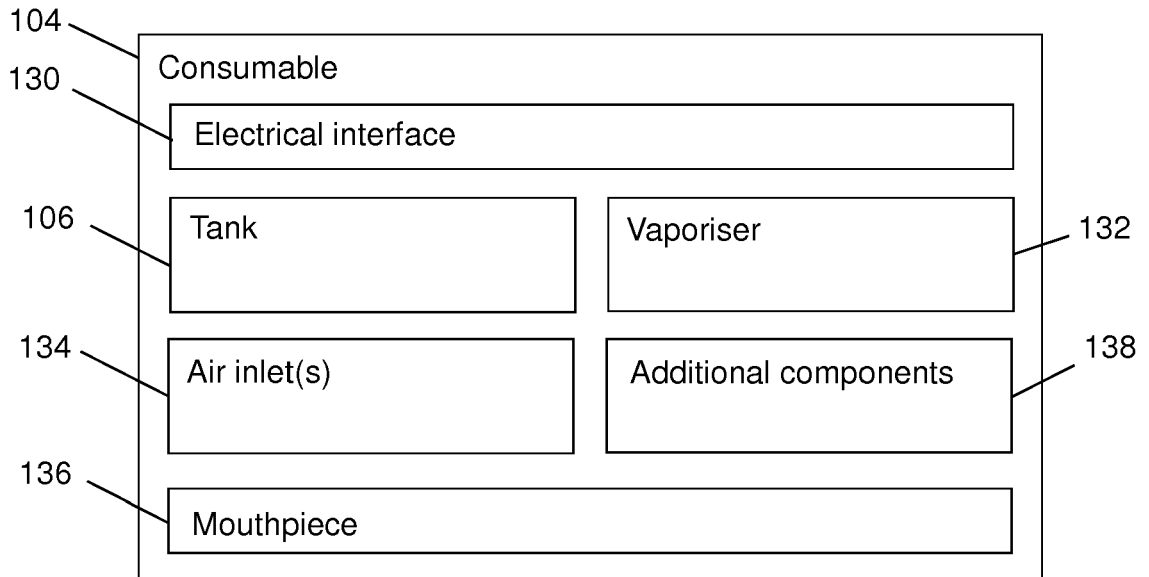 104
Consumable
130
Electrical interface
106
Tank
Vaporiser
132
134
Air inlet(s)
Additional components
138
136
Mouthpiece